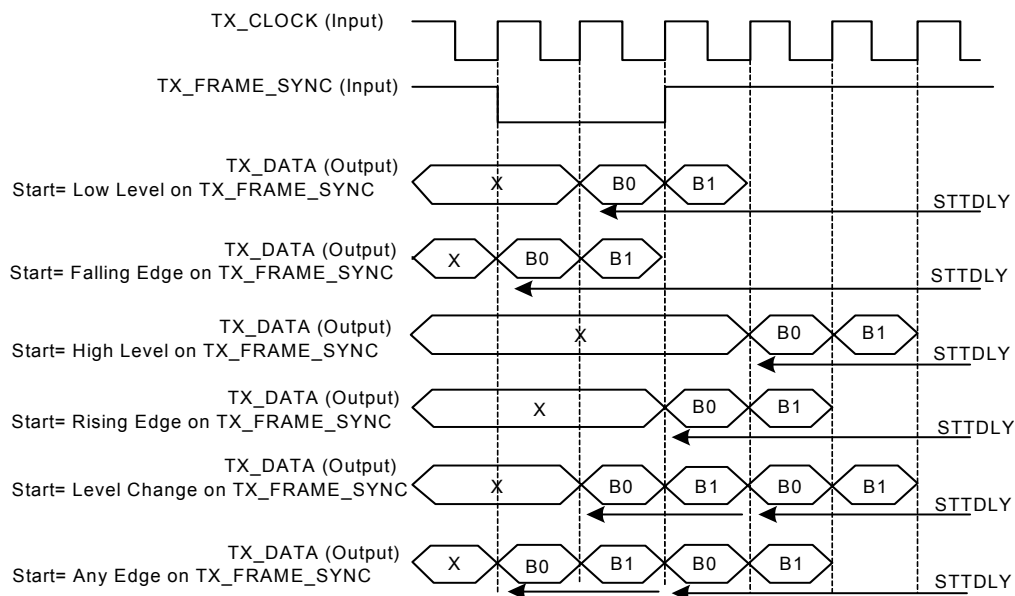 TX_CLOCK (Input)
TX_FRAME_SYNC (Input)
TX_DATA (Output)
Start= Low Level on TX_FRAME_SYNC
X B0 B1
STTDLY
TX_DATA (Output)
Start= Falling Edge on TX_FRAME_SYNC
X B0 B1
STTDLY
TX_DATA (Output)
Start= High Level on TX_FRAME_SYNC
X B0 B1
STTDLY
TX_DATA (Output)
Start= Rising Edge on TX_FRAME_SYNC
X B0 B1
STTDLY
TX_DATA (Output)
Start= Level Change on TX_FRAME_SYNC
X B0 B1 B0 B1
STTDLY
TX_DATA (Output)
Start= Any Edge on TX_FRAME_SYNC
X B0 B1 B0 B1
STTDLY